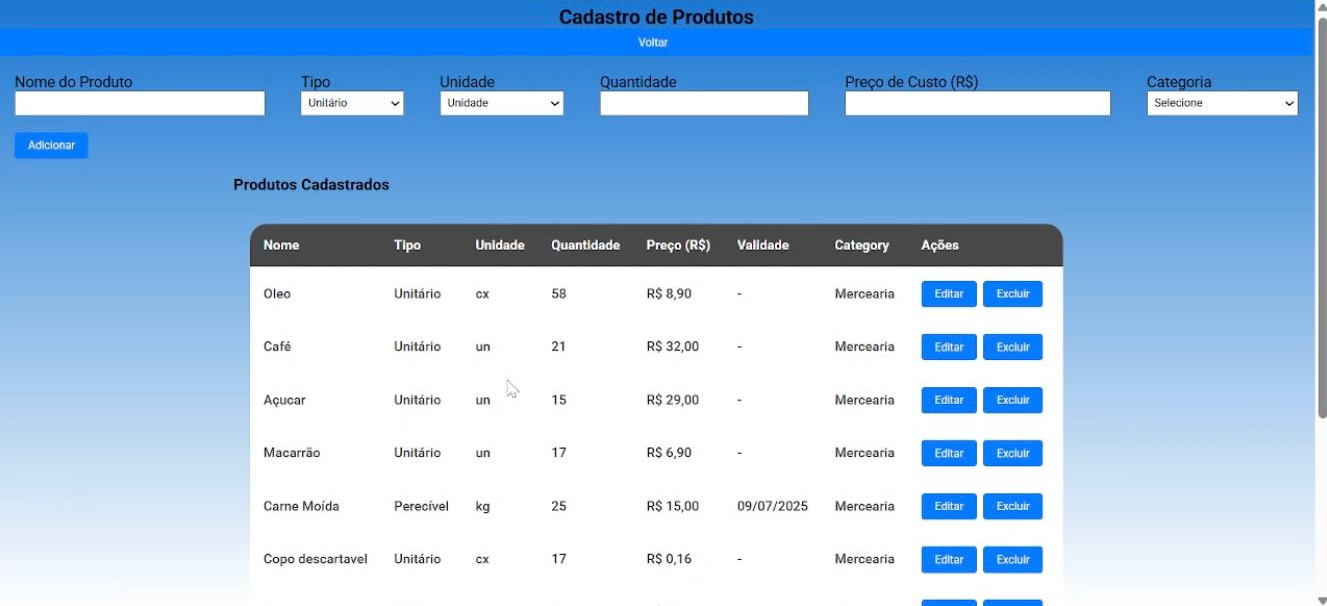 Cadastro de Produtos
Voltar
Nome do Produto Tipo Unidade Quantidade Preço de Custo (R$) Categoria
Unitário Unidade Selecione
Adicionar
Produtos Cadastrados
Nome Tipo Unidade Quantidade Preço (R$) Validade Category Ações
Oleo Unitário cx 58 R$ 8,90 - Mercearia Editar Excluir
Café Unitário un 21 R$ 32,00 - Mercearia Editar Excluir
Açucar Unitário un 15 R$ 29,00 - Mercearia Editar Excluir
Macarrão Unitário un 17 R$ 6,90 - Mercearia Editar Excluir
Carne Moída Perecível kg 25 R$ 15,00 09/07/2025 Mercearia Editar Excluir
Copo descartavel Unitário cx 17 R$ 0,16 - Mercearia Editar Excluir